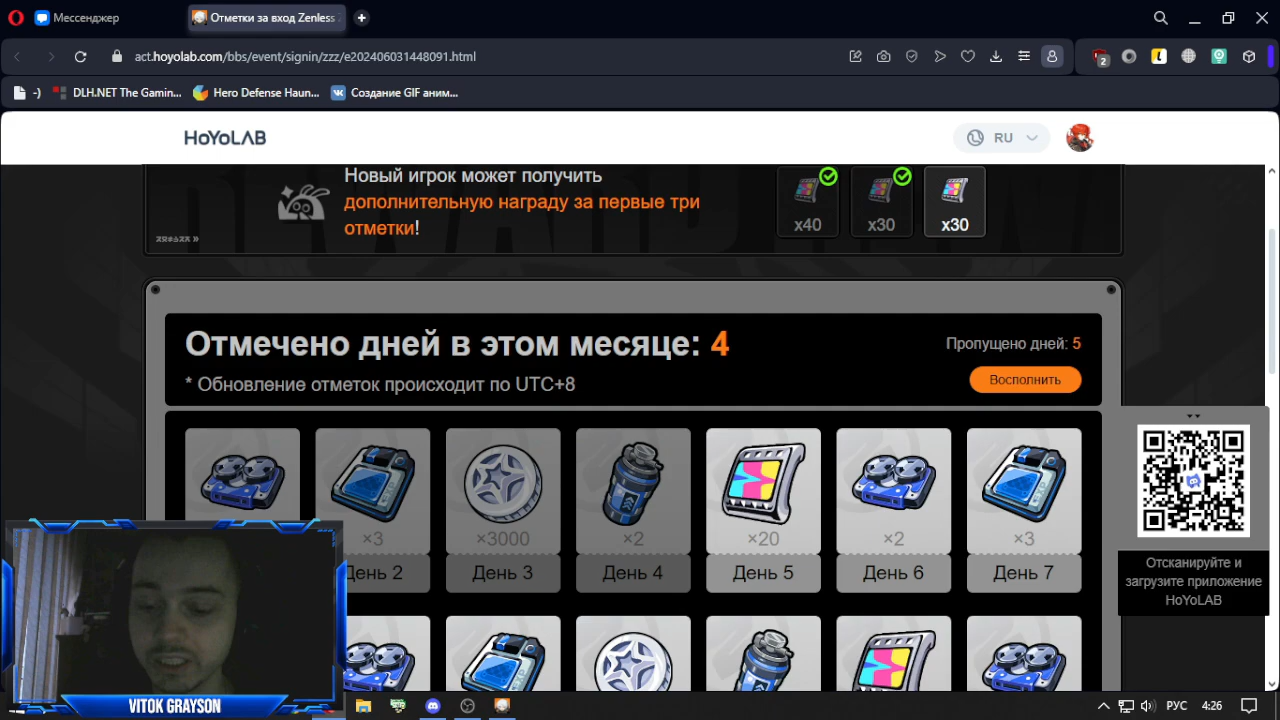 Мессенджер
Отметки за вход Zenless
act.hoyolab.com/bbs/event/signin/zzz/e202406031448091.html
2
-)
DLH.NET The Gamin...
Hero Defense Haun...
Создание GIF аним...
HoYoLAB
RU
Новый игрок может получить
дополнительную награду за первые три
отметки!
x40
x30
x30
Отмечено дней в этом месяце: 4
Пропущено дней: 5
* Обновление отметок происходит по UTC+8
Восполнить
×3
×3000
×2
×20
×2
×3
День 2
День 3
День 4
День 5
День 6
День 7
Отсканируйте и
загрузите приложение
HoYoLAB
VITOK GRAYSON
РУС
4:26